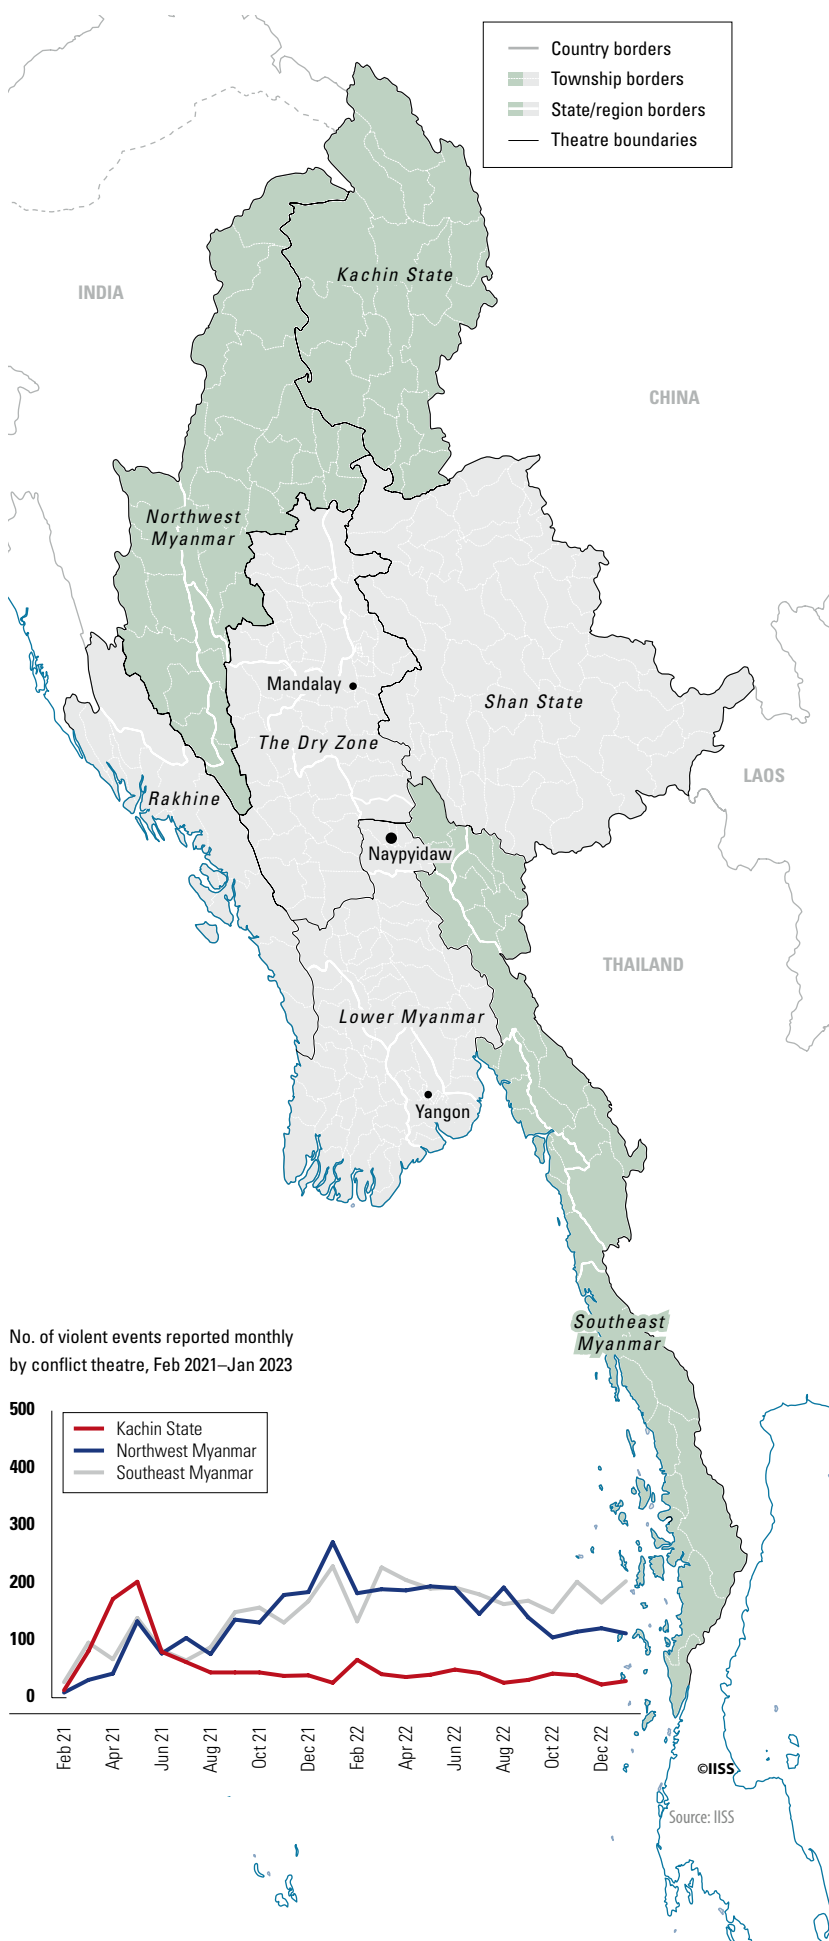 Country borders
Township borders
State/region borders
Theatre boundaries
Kachin State
INDIA
CHINA
Northwest
Myanmar
Mandalay
Shan State
The Dry Zone
LAOS
Rakhine
Naypyidaw
THAILAND
Lower Myanmar
Yangon
Southeast
Myanmar
No. of violent events reported monthly
by conflict theatre, Feb 2021–Jan 2023
500
400
300
200
100
0
Kachin State
Northwest Myanmar
Southeast Myanmar
Feb 21
Apr 21
Jun 21
Aug 21
Oct 21
Dec 21
Feb 22
Apr 22
Jun 22
Aug 22
Oct 22
Dec 22
©IISS
Source: IISS